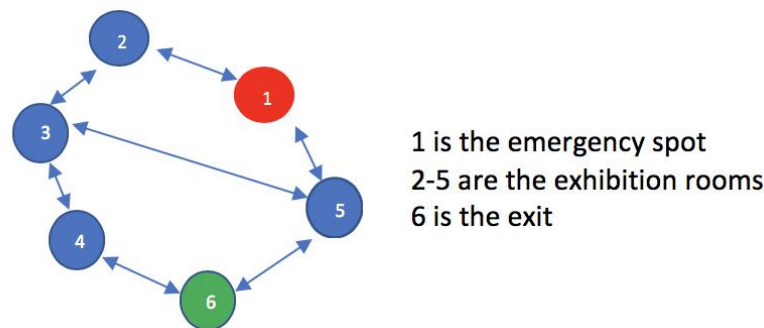 2
1
3
5
4
6
1 is the emergency spot
2-5 are the exhibition rooms
6 is the exit